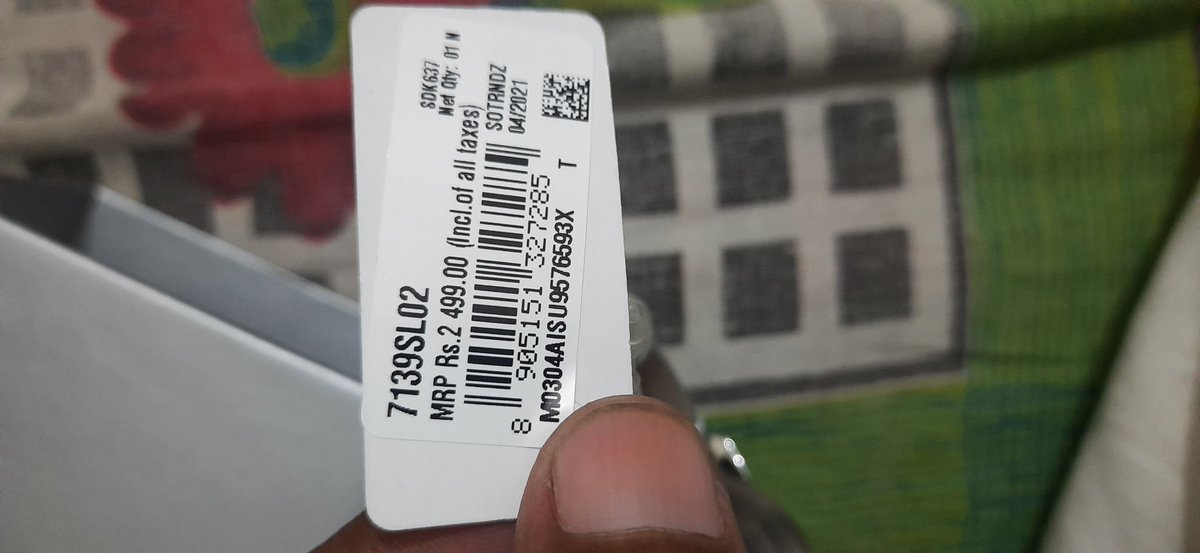 SDK637
Net Qty: 01 N
7139SL02
MRP Rs.2 499.00 (Incl.of all taxes)
SOTRNDZ
04/2021
8 905151 327285
M0304AISU9576593X T